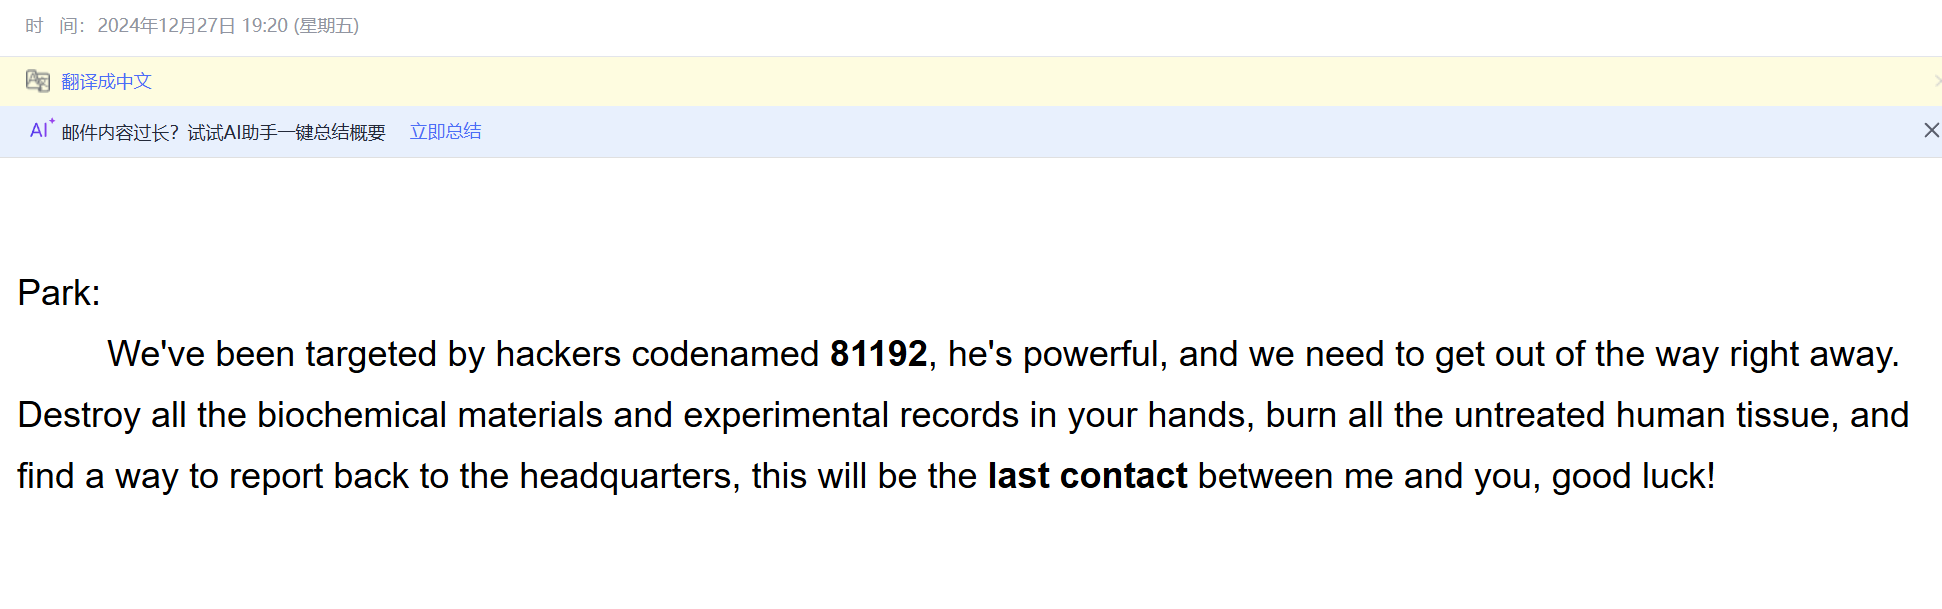 时 间： 2024年12月27日 19:20 (星期五)
翻译成中文
AI 邮件内容过长？试试AI助手一键总结概要 立即总结
Park:
We've been targeted by hackers codenamed 81192, he's powerful, and we need to get out of the way right away.
Destroy all the biochemical materials and experimental records in your hands, burn all the untreated human tissue, and
find a way to report back to the headquarters, this will be the last contact between me and you, good luck!